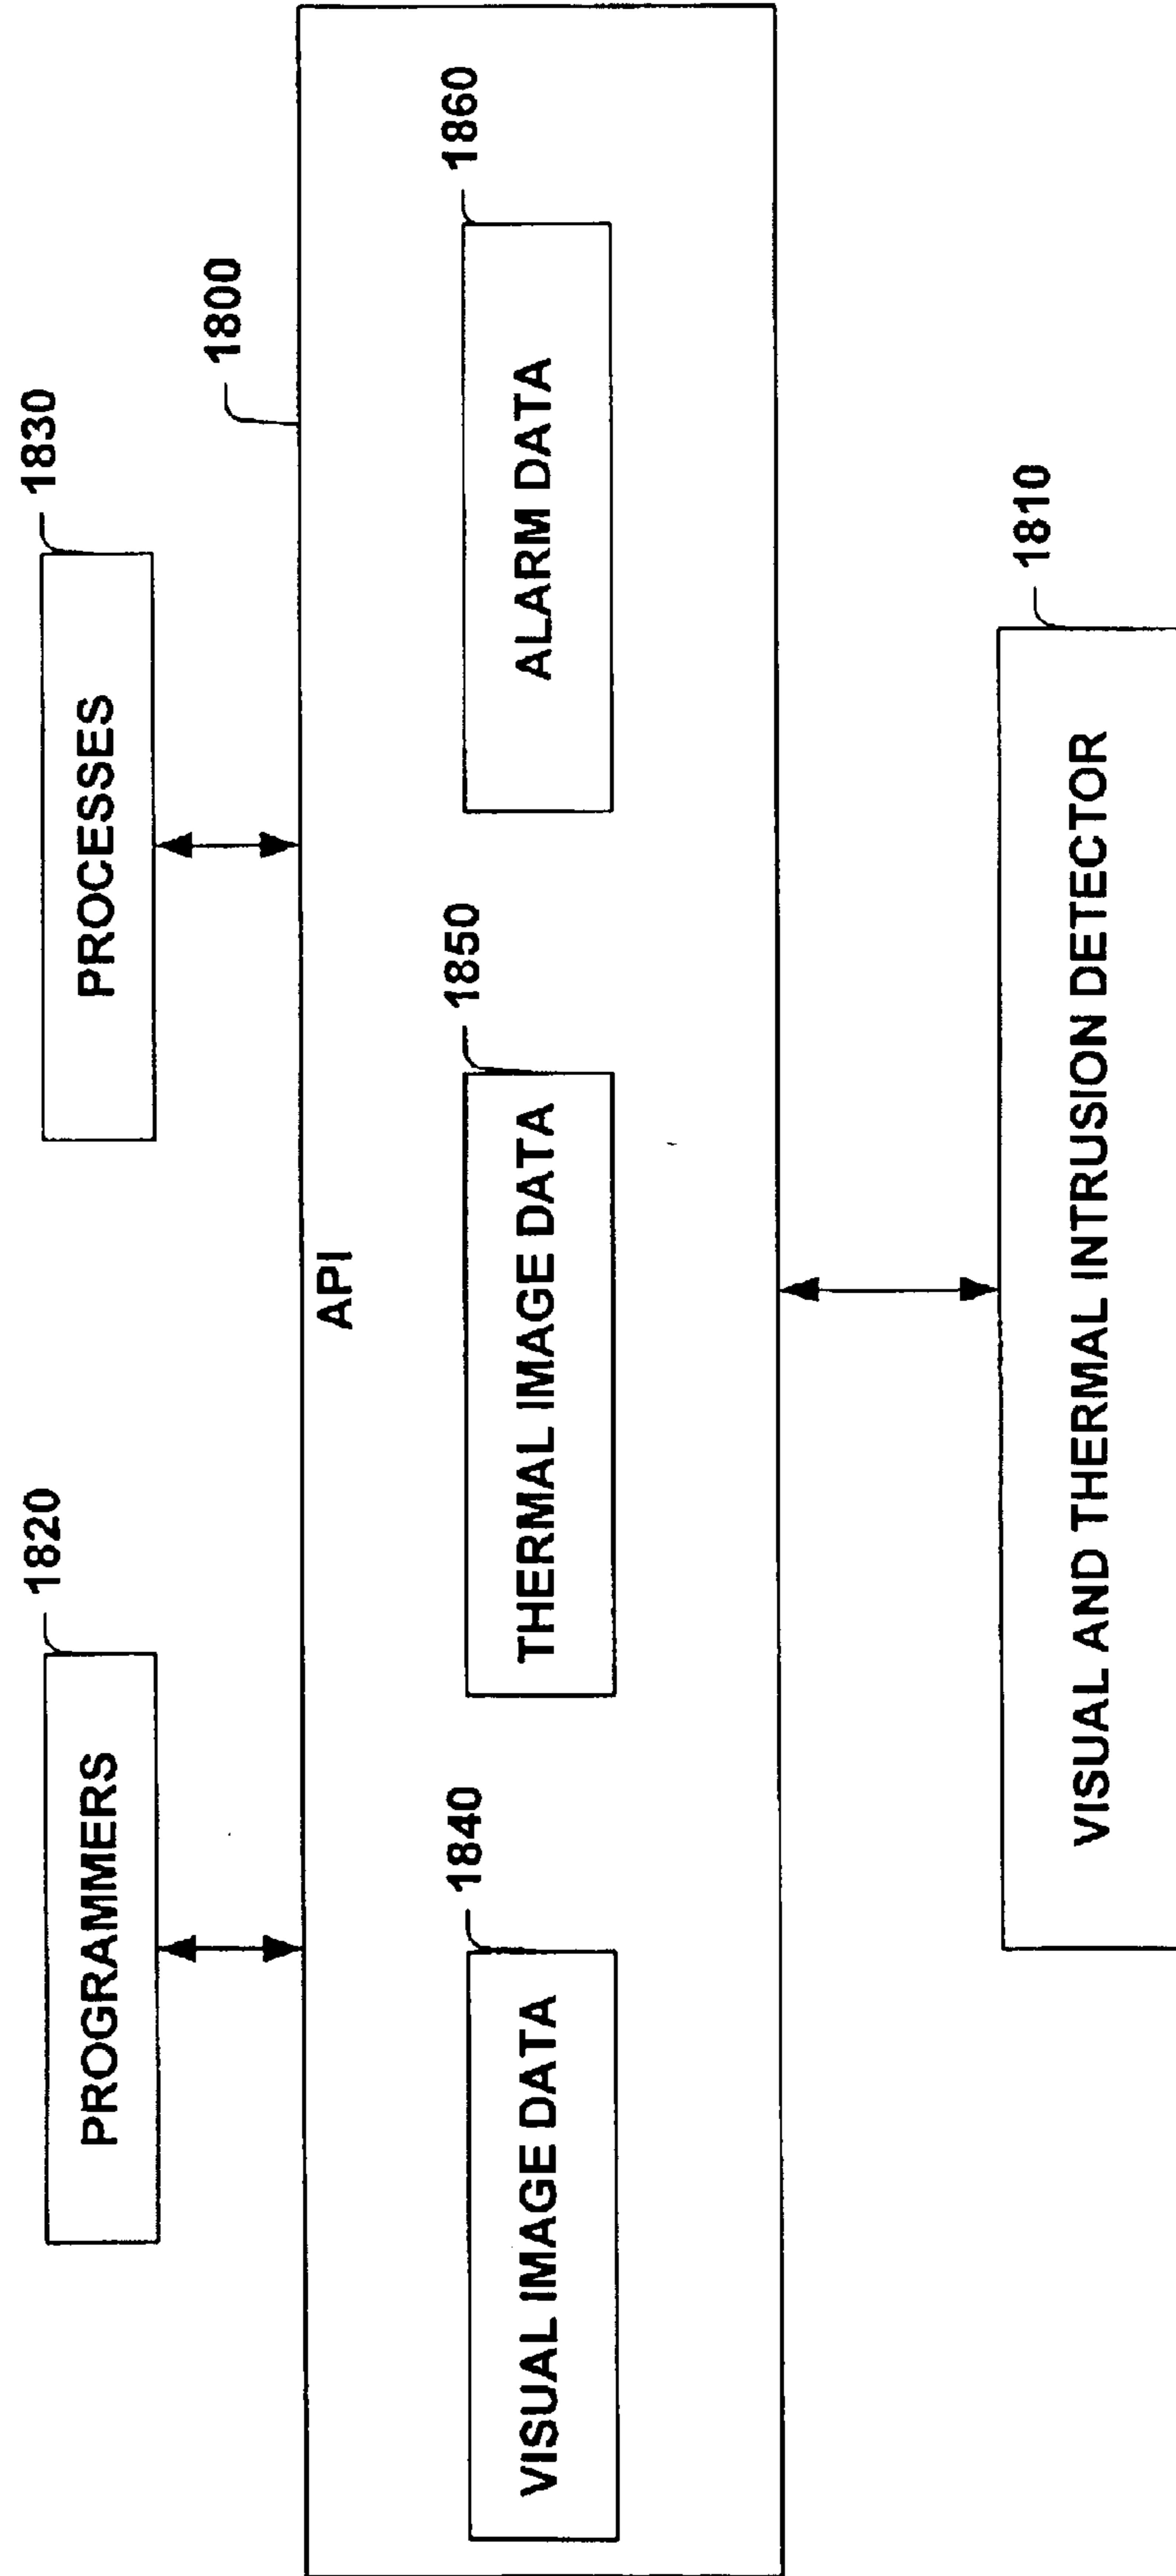 1820
PROGRAMMERS
1830
PROCESSES
1800
API
1840
VISUAL IMAGE DATA
1850
THERMAL IMAGE DATA
1860
ALARM DATA
1810
VISUAL AND THERMAL INTRUSION DETECTOR